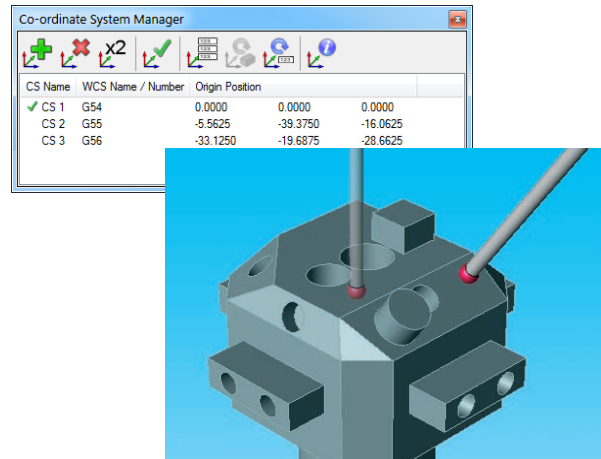 Co-ordinate System Manager
x2
CS Name WCS Name / Number Origin Position
CS 1 G54 0.0000 0.0000 0.0000
CS 2 G55 -5.5625 -39.3750 -16.0625
CS 3 G56 -33.1250 -19.6875 -28.6625